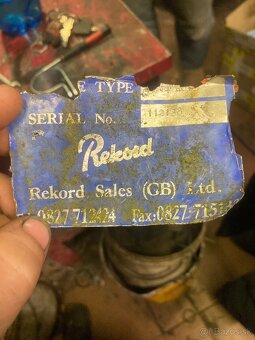 E TYPE
SERIAL No.
Rekord
Rekord Sales (GB) Ltd.
0827-712424 Fax:0827-715